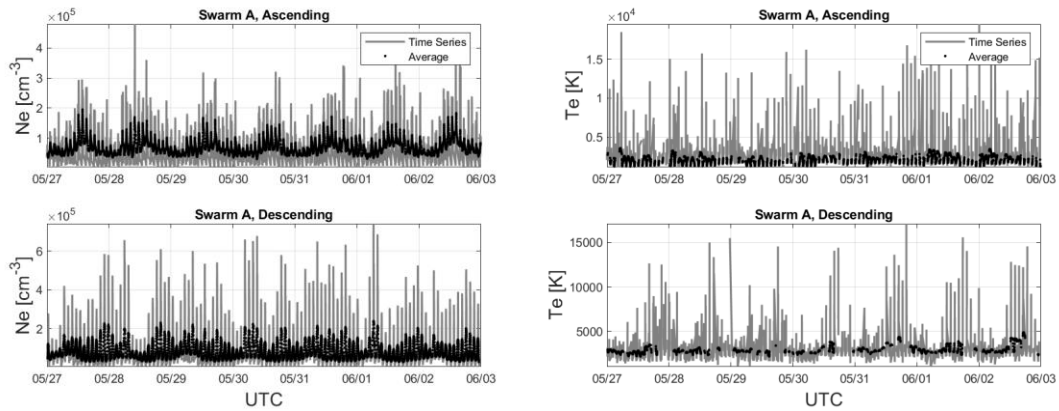 Swarm A, Ascending
×10⁵
Ne [cm⁻³]
4
3
2
1
Time Series
Average
05/27 05/28 05/29 05/30 05/31 06/01 06/02 06/03
Swarm A, Ascending
×10⁴
Te [K]
1.5
1
0.5
Time Series
Average
05/27 05/28 05/29 05/30 05/31 06/01 06/02 06/03
Swarm A, Descending
×10⁵
Ne [cm⁻³]
6
4
2
05/27 05/28 05/29 05/30 05/31 06/01 06/02 06/03
UTC
Swarm A, Descending
Te [K]
15000
10000
5000
05/27 05/28 05/29 05/30 05/31 06/01 06/02 06/03
UTC